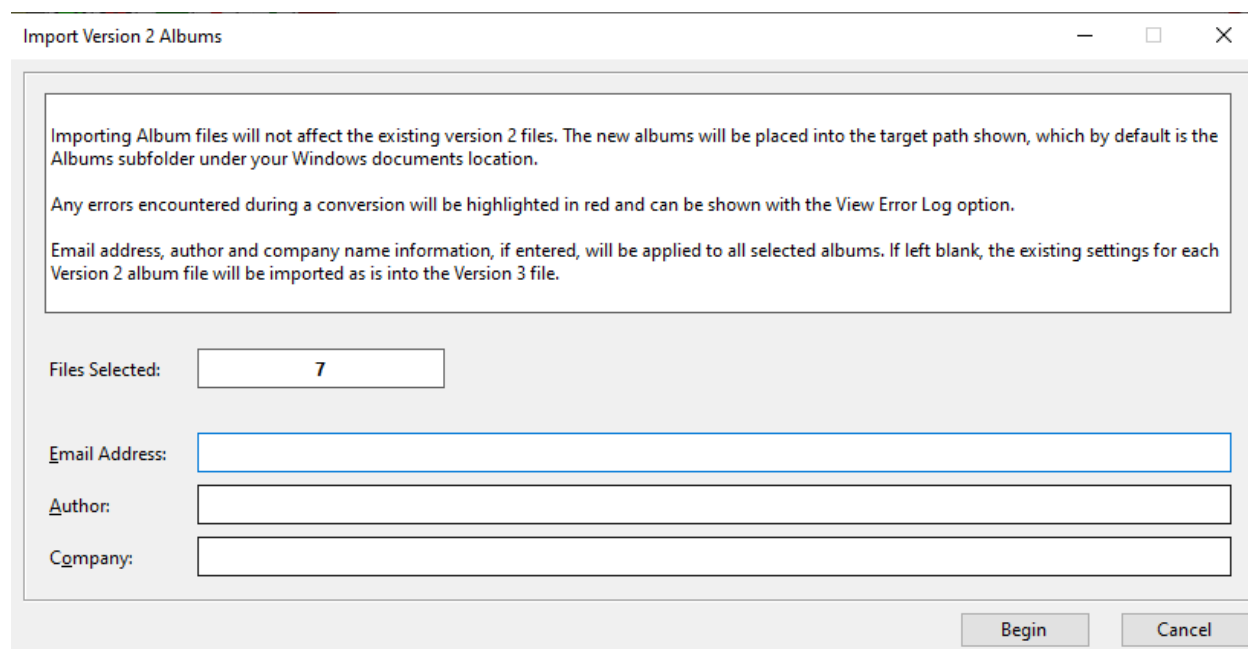 Import Version 2 Albums
Importing Album files will not affect the existing version 2 files. The new albums will be placed into the target path shown, which by default is the
Albums subfolder under your Windows documents location.
Any errors encountered during a conversion will be highlighted in red and can be shown with the View Error Log option.
Email address, author and company name information, if entered, will be applied to all selected albums. If left blank, the existing settings for each
Version 2 album file will be imported as is into the Version 3 file.
Files Selected: 7
Email Address:
Author:
Company:
Begin Cancel